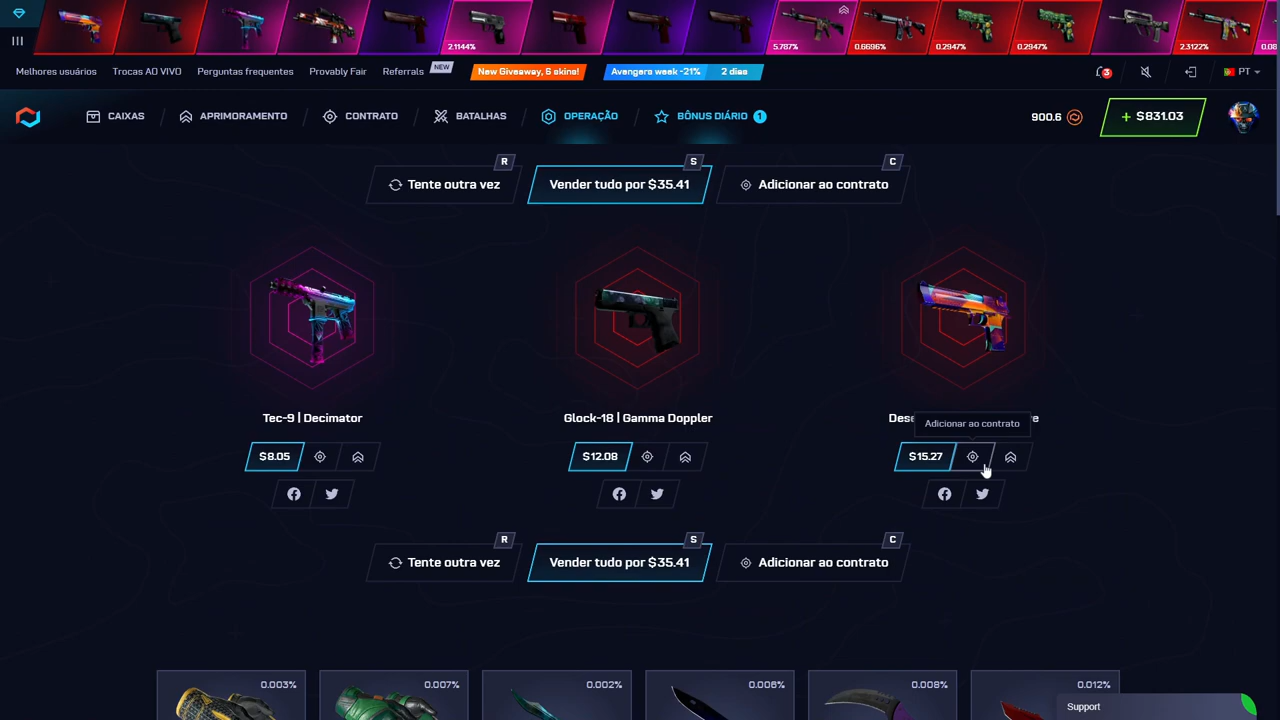 2.1144%
5.787%
0.6696%
0.2947%
0.2947%
2.3122%
Melhores usuários
Trocas AO VIVO
Perguntas frequentes
Provably Fair
Referrals
NEW
New Giveaway, 6 skins!
Avengers week -21%
2 dias
3
PT
CAIXAS
APRIMORAMENTO
CONTRATO
BATALHAS
OPERAÇÃO
BÔNUS DIÁRIO
1
900.6
+ $831.03
R
S
C
Tente outra vez
Vender tudo por $35.41
Adicionar ao contrato
Tec-9 | Decimator
Glock-18 | Gamma Doppler
Adicionar ao contrato
$8.05
$12.08
$15.27
R
S
C
Tente outra vez
Vender tudo por $35.41
Adicionar ao contrato
0.003%
0.007%
0.002%
0.006%
0.008%
0.012%
Support